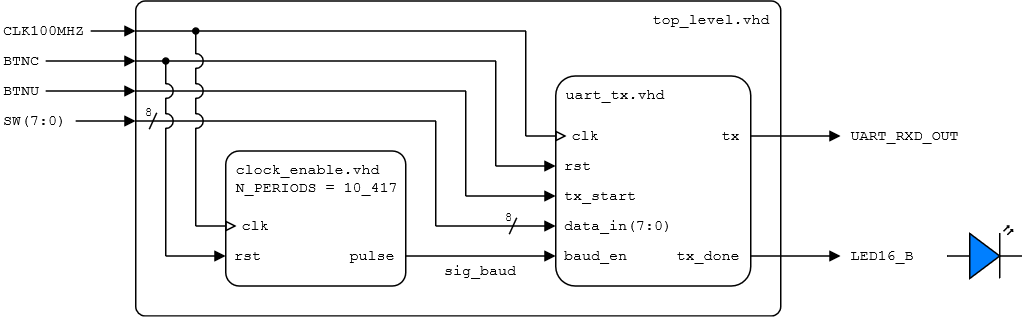 top_level.vhd
CLK100MHZ
BTNC
BTNU
SW(7:0)
8
uart_tx.vhd
clk
tx
UART_RXD_OUT
rst
tx_start
8
data_in(7:0)
baud_en
tx_done
LED16_B
clock_enable.vhd
N_PERIODS = 10_417
clk
rst
pulse
sig_baud